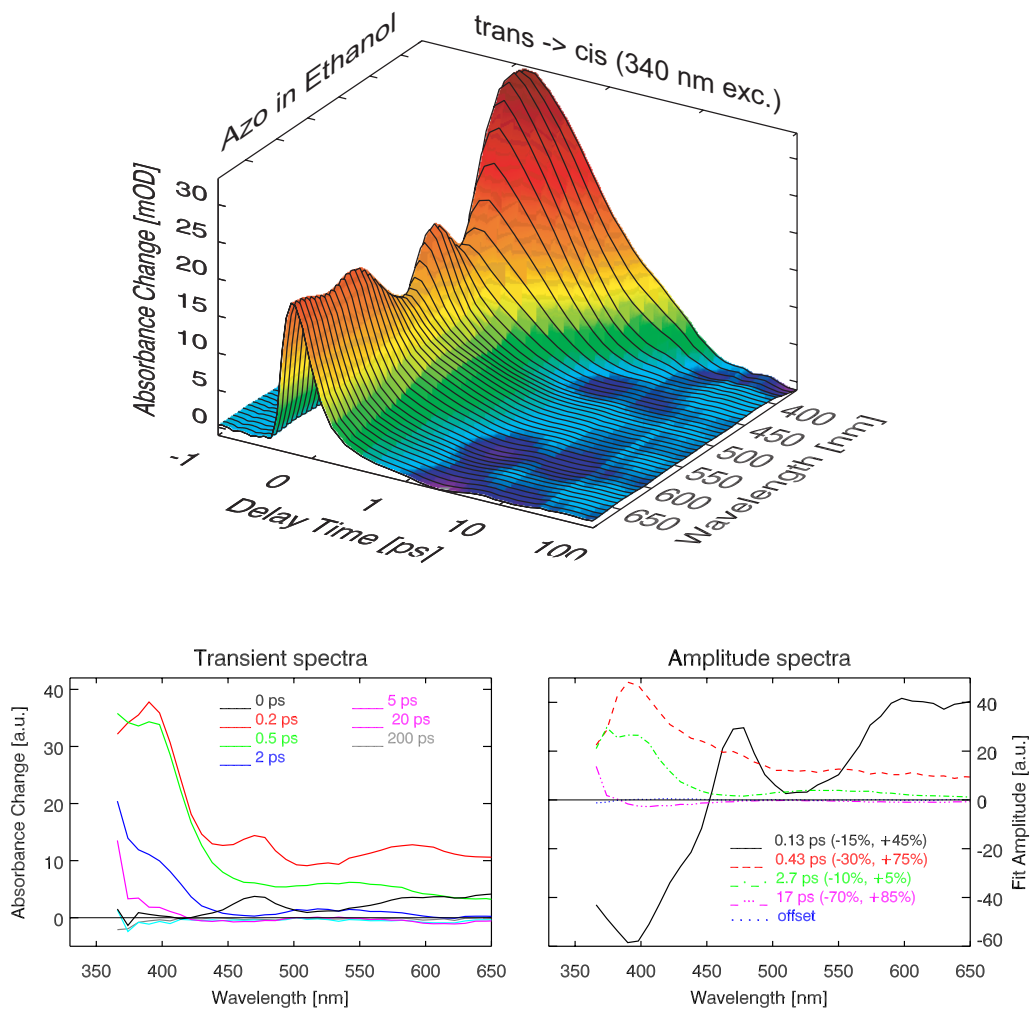 Azo in Ethanol
trans -> cis (340 nm exc.)
Absorbance Change [mOD]
30
25
20
15
10
5
0
-1
0
1
10
100
Delay Time [ps]
400
450
500
550
600
650
Wavelength [nm]
Transient spectra
Absorbance Change [a.u.]
40
30
20
10
0
0 ps
0.2 ps
0.5 ps
2 ps
5 ps
20 ps
200 ps
350
400
450
500
550
600
650
Wavelength [nm]
Amplitude spectra
40
20
0
-20
-40
-60
Fit Amplitude [a.u.]
0.13 ps (-15%, +45%)
0.43 ps (-30%, +75%)
2.7 ps (-10%, +5%)
17 ps (-70%, +85%)
offset
350
400
450
500
550
600
650
Wavelength [nm]